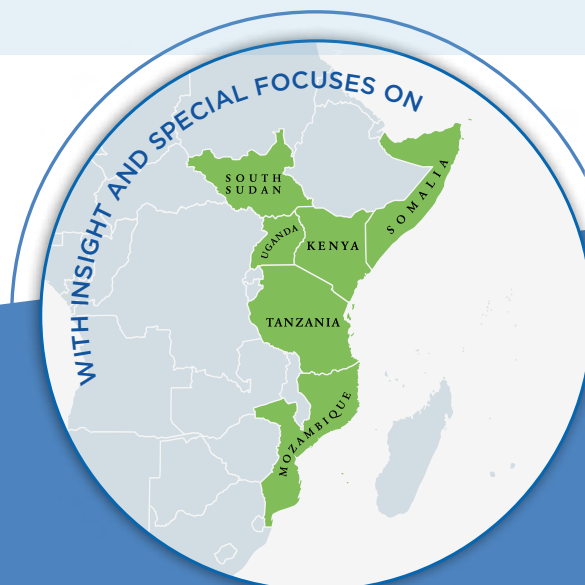 WITH INSIGHT AND SPECIAL FOCUSES ON
SOUTH
SUDAN
SOMALIA
UGANDA
KENYA
TANZANIA
MOZAMBIQUE